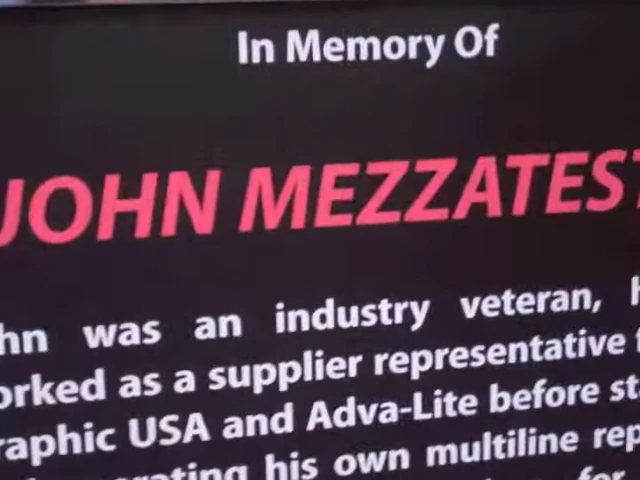 In Memory Of
JOHN MEZZATEST
hn was an industry veteran, h
orked as a supplier representative
raphic USA and Adva-Lite before st
rating his own multiline rep
for